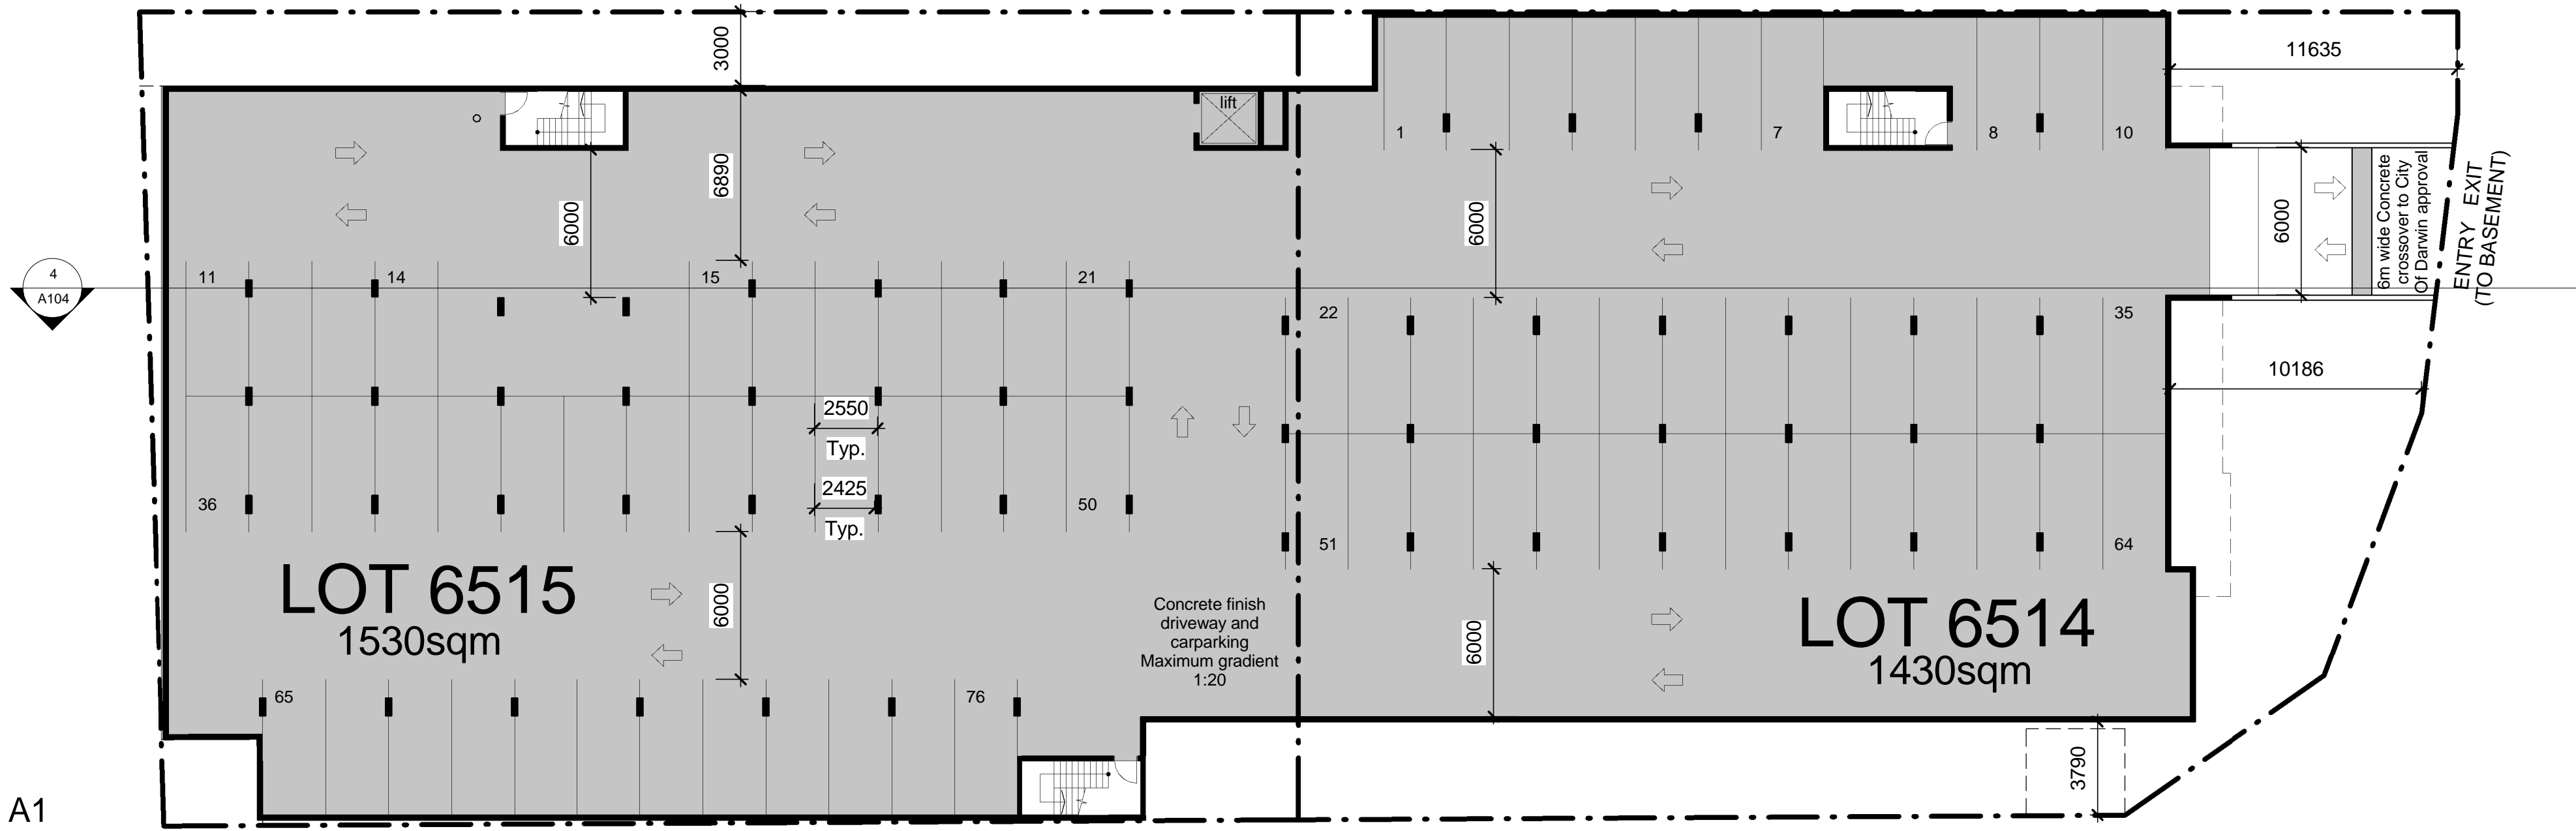 3000
11635
lift
1
7
8
10
6890
6000
6000
6000
6m wide Concrete
crossover to City
Of Darwin approval
ENTRY EXIT
(TO BASEMENT)
4
A104
11
14
15
21
22
35
10186
2550
Typ.
2425
Typ.
36
50
51
64
LOT 6515
1530sqm
6000
Concrete finish
driveway and
carparking
Maximum gradient
1:20
6000
LOT 6514
1430sqm
65
76
3790
A1